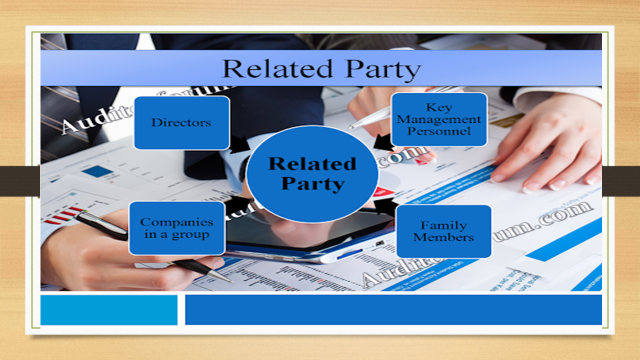 Related Party
Directors
Key
Management
Personnel
Related
Party
Companies
in a group
Family
Members